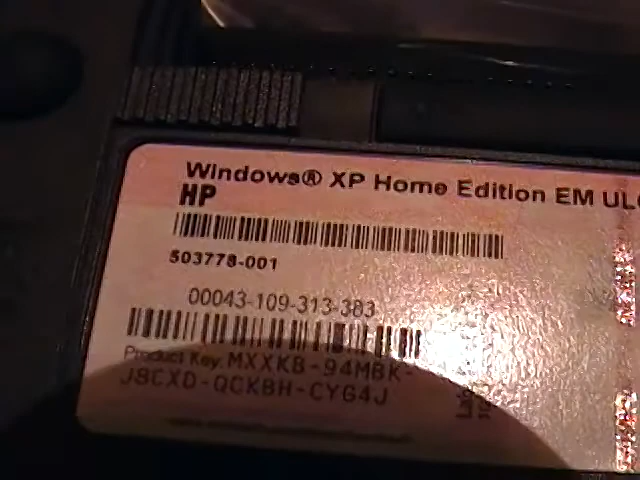 Windows® XP Home Edition EM
HP
503778-001
00043-109-313-383
Product Key: MXXKB-94MBK-
J8CXD-QCKBH-CYG4J